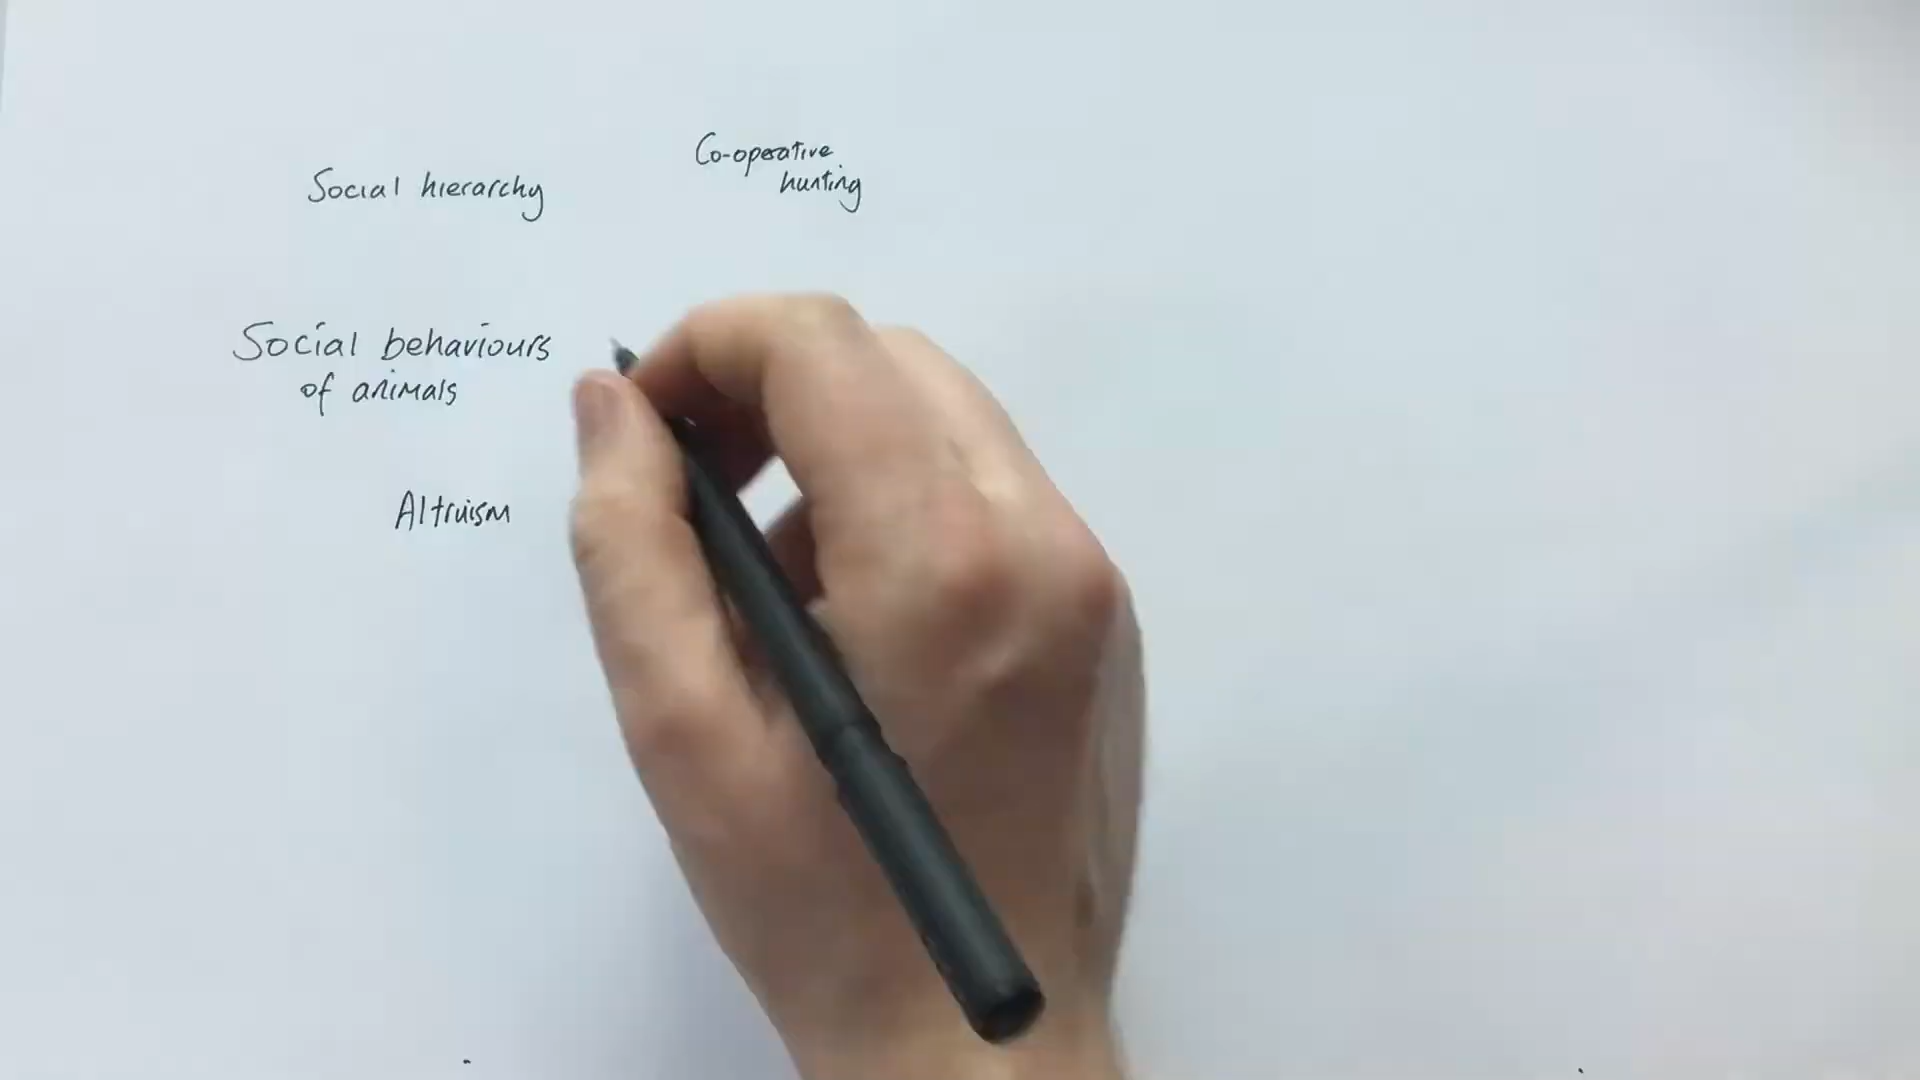 Social hierarchy
Co-operative
hunting
Social behaviours
of animals
Altruism